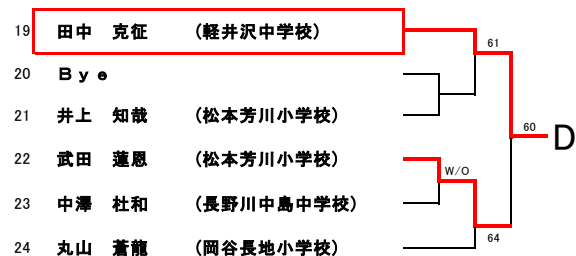 19 田中 克征 (軽井沢中学校)
61
20 Bye
21 井上 知哉 (松本芳川小学校)
60
D
22 武田 蓮恩 (松本芳川小学校)
W/O
23 中澤 杜和 (長野川中島中学校)
64
24 丸山 蒼龍 (岡谷長地小学校)